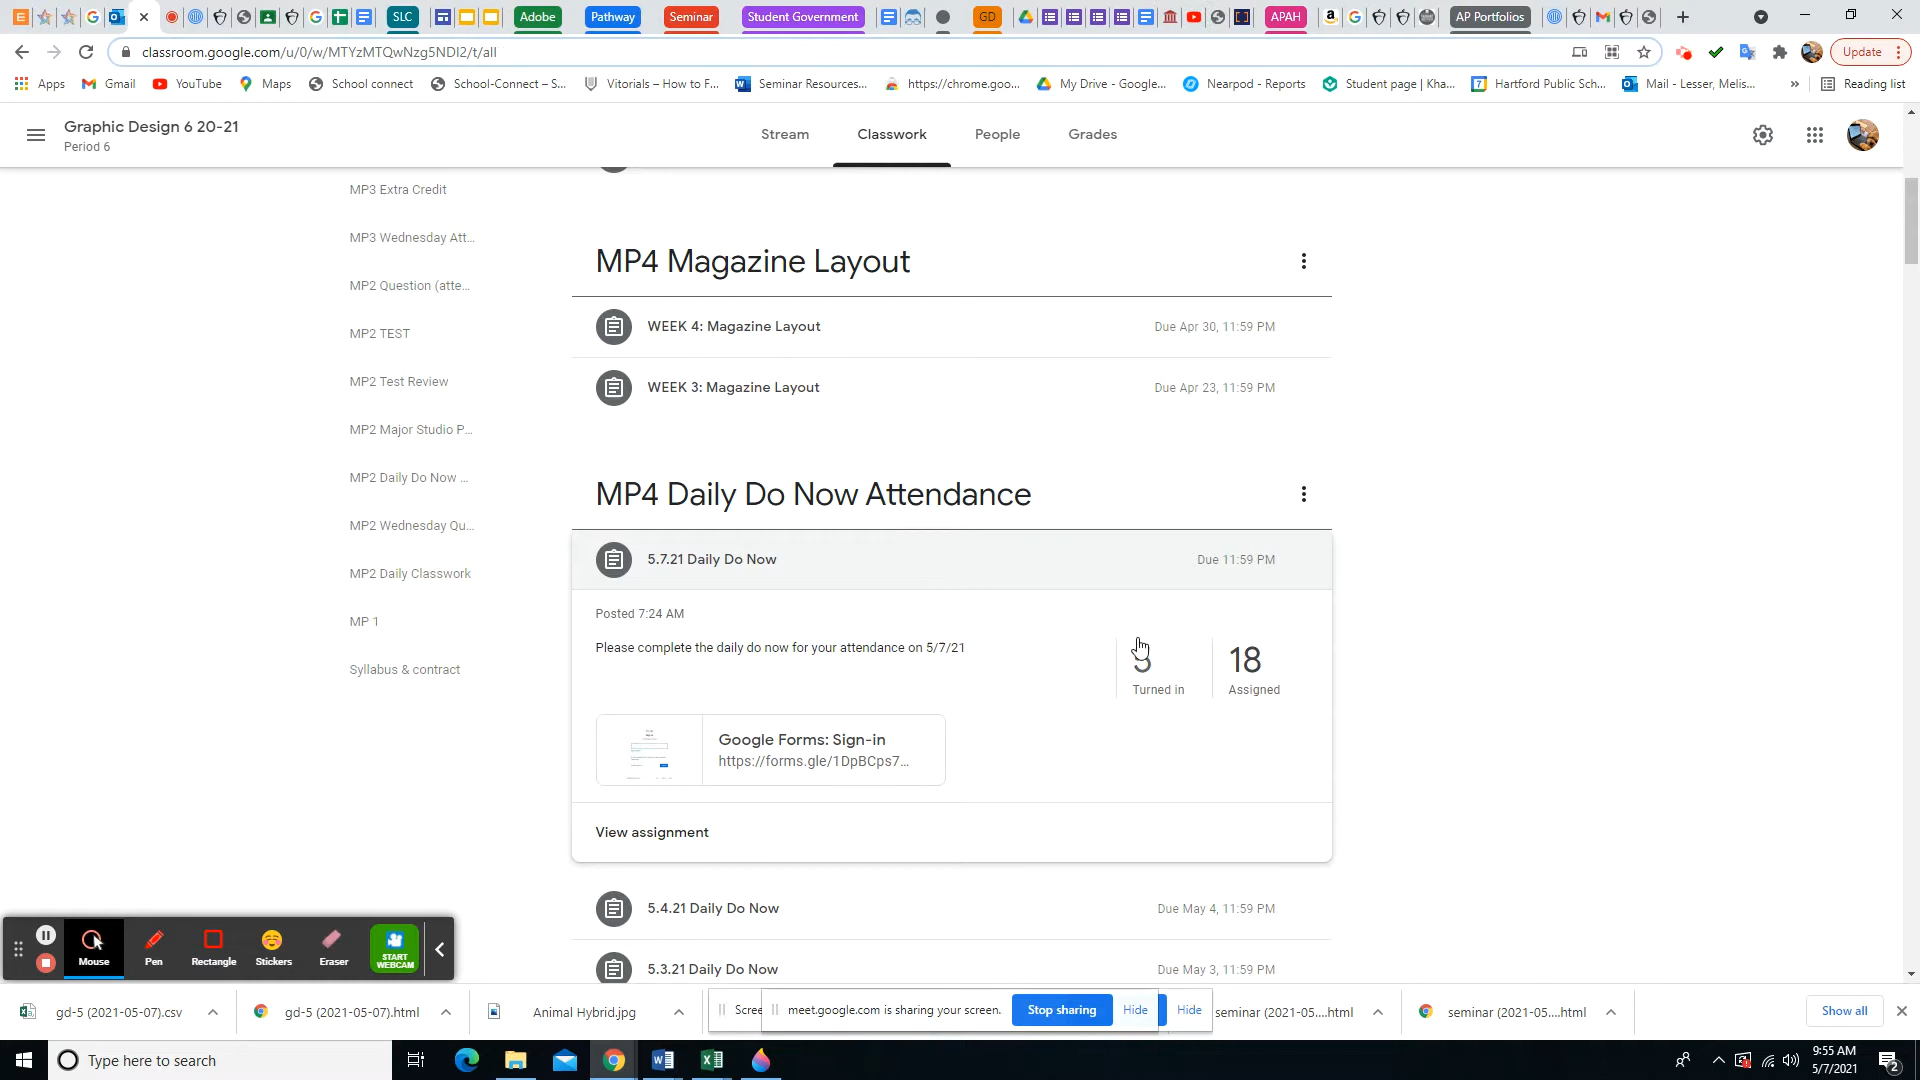 SLC
Adobe
Pathway
Seminar
Student Government
GD
APAH
AP Portfolios
classroom.google.com/u/0/w/MTYzMTQwNzg5NDI2/t/all
Update
Apps
Gmail
YouTube
Maps
School connect
School-Connect – S...
Vitorials – How to F...
Seminar Resources...
https://chrome.goo...
My Drive - Google...
Nearpod - Reports
Student page | Kha...
Hartford Public Sch...
Mail - Lesser, Melis...
»
Reading list
Graphic Design 6 20-21
Period 6
Stream
Classwork
People
Grades
MP3 Extra Credit
MP3 Wednesday Att...
MP2 Question (atte...
MP2 TEST
MP2 Test Review
MP2 Major Studio P...
MP2 Daily Do Now ...
MP2 Wednesday Qu...
MP2 Daily Classwork
MP 1
Syllabus & contract
MP4 Magazine Layout
WEEK 4: Magazine Layout
Due Apr 30, 11:59 PM
WEEK 3: Magazine Layout
Due Apr 23, 11:59 PM
MP4 Daily Do Now Attendance
5.7.21 Daily Do Now
Due 11:59 PM
Posted 7:24 AM
Please complete the daily do now for your attendance on 5/7/21
Turned in
18
Assigned
Google Forms: Sign-in
https://forms.gle/1DpBCps7...
View assignment
5.4.21 Daily Do Now
Due May 4, 11:59 PM
5.3.21 Daily Do Now
Due May 3, 11:59 PM
Mouse
Pen
Rectangle
Stickers
Eraser
START
WEBCAM
gd-5 (2021-05-07).csv
gd-5 (2021-05-07).html
Animal Hybrid.jpg
Scree
meet.google.com is sharing your screen.
Stop sharing
Hide
Hide
seminar (2021-05....html
seminar (2021-05....html
Show all
Type here to search
9:55 AM
5/7/2021
2